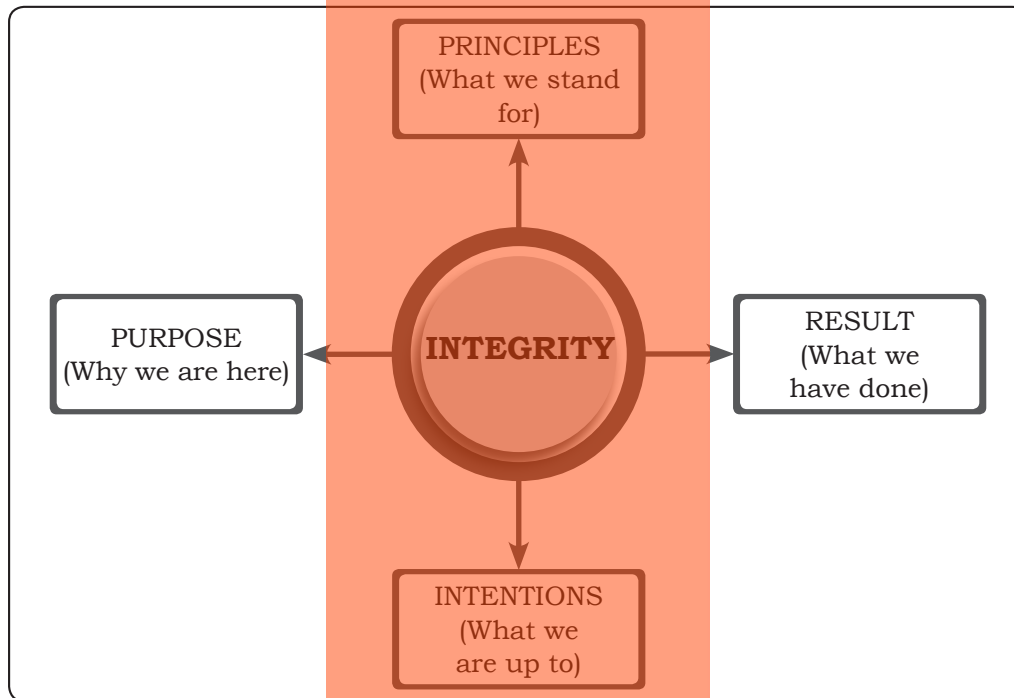 PRINCIPLES
(What we stand
for)
PURPOSE
(Why we are here)
INTEGRITY
RESULT
(What we
have done)
INTENTIONS
(What we
are up to)